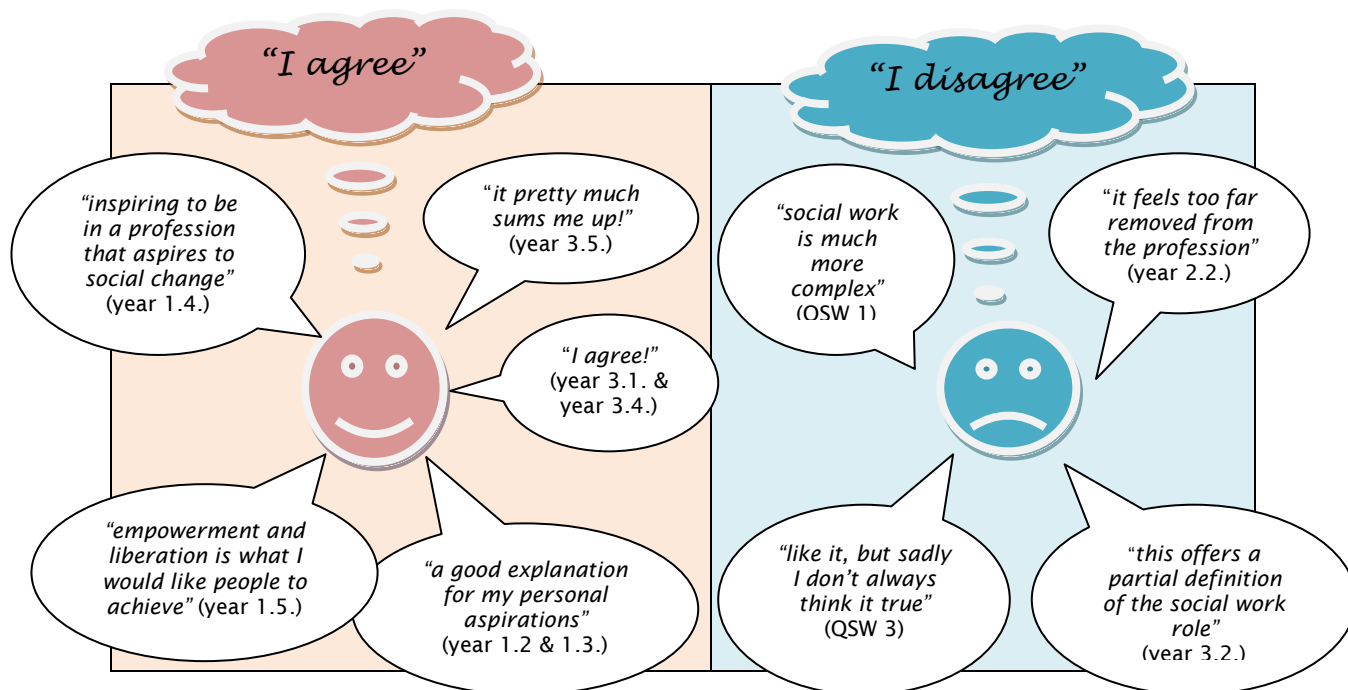 “I agree”
“inspiring to be
in a profession
that aspires to
social change”
(year 1.4.)
“it pretty much
sums me up!”
(year 3.5.)
“I agree!”
(year 3.1. &
year 3.4.)
“empowerment and
liberation is what I
would like people to
achieve” (year 1.5.)
“a good explanation
for my personal
aspirations”
(year 1.2 & 1.3.)
“I disagree”
“social work
is much
more
complex”
(QSW 1)
“it feels too far
removed from
the profession”
(year 2.2.)
“like it, but sadly
I don’t always
think it true”
(QSW 3)
“this offers a
partial definition
of the social work
role”
(year 3.2.)